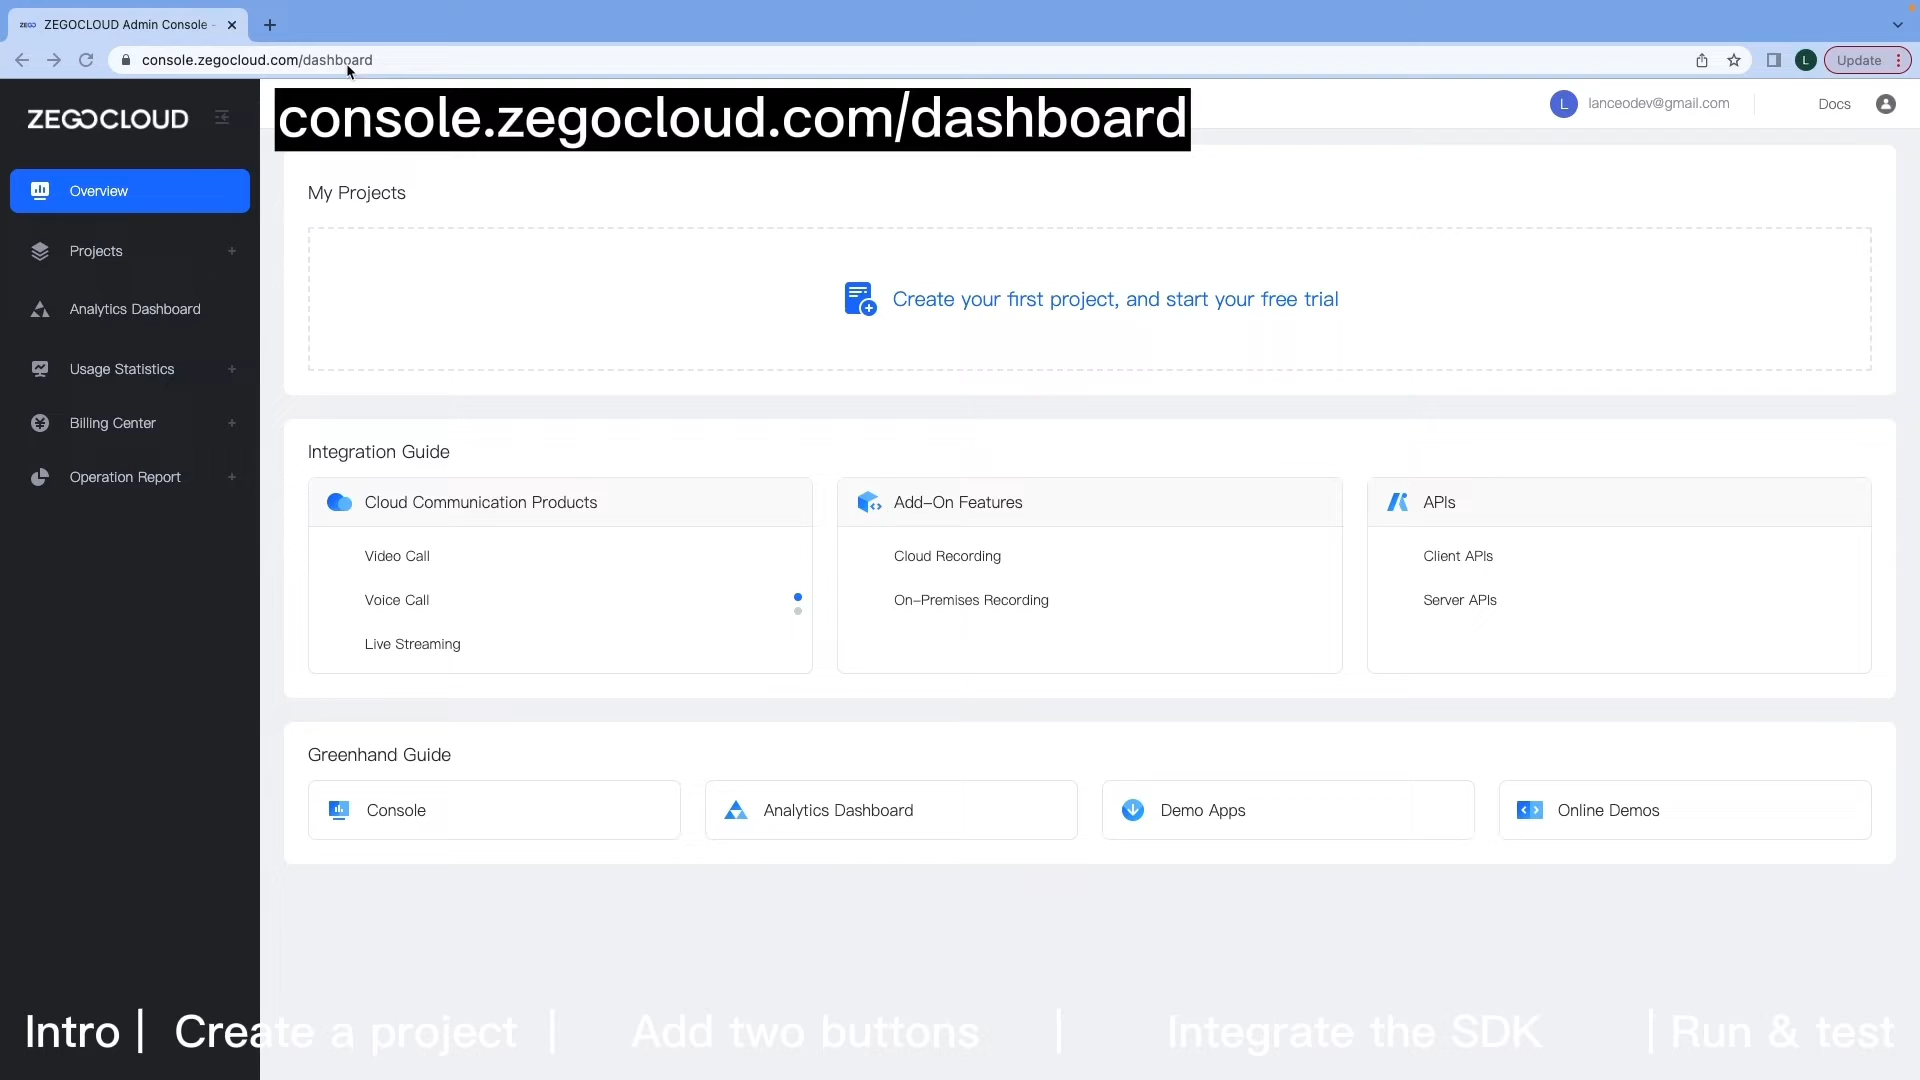 ZEGO ZEGOCLOUD Admin Console -
console.zegocloud.com/dashboard
L
Update
ZEGOCLOUD
console.zegocloud.com/dashboard
L lanceodev@gmail.com
Docs
Overview
Projects +
Analytics Dashboard
Usage Statistics +
Billing Center +
Operation Report +
My Projects
Create your first project, and start your free trial
Integration Guide
Cloud Communication Products
Video Call
Voice Call
Live Streaming
Add-On Features
Cloud Recording
On-Premises Recording
APIs
Client APIs
Server APIs
Greenhand Guide
Console
Analytics Dashboard
Demo Apps
Online Demos
Intro | Create a project | Add two buttons | Integrate the SDK | Run & test